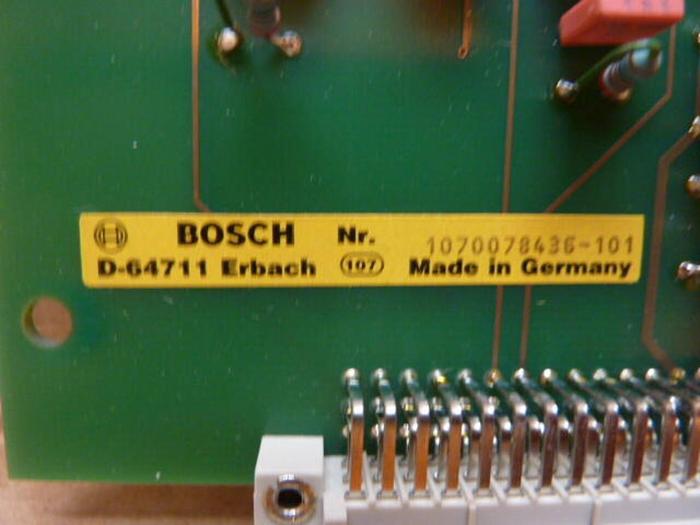 BOSCH Nr. 1070078436-101
D-64711 Erbach 107 Made in Germany